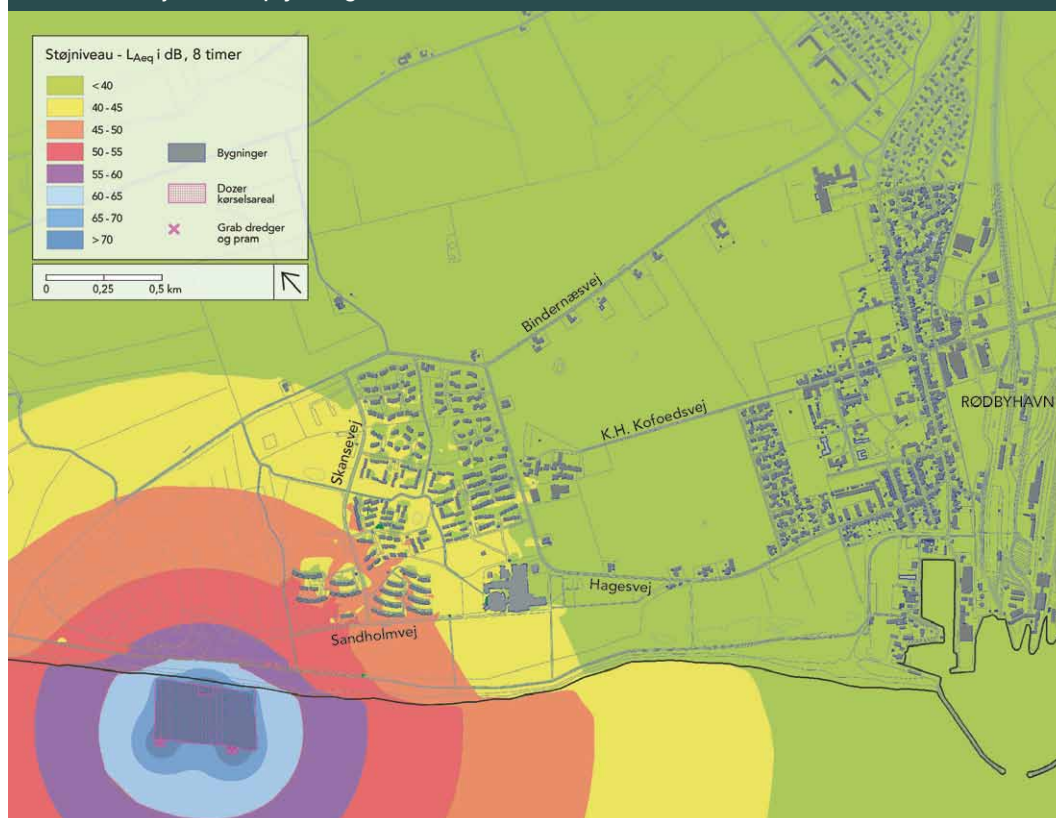 Støjniveau - LAeq i dB, 8 timer
<40
40 - 45
45 - 50
50 - 55
55 - 60
60 - 65
65 - 70
>70
Bygninger
Dozer
kørselsareal
Grab dredger
og pram
0 0,25 0,5 km
Bindernæsvej
Skansevej
K.H. Kofoedsvej
RØDBYHAVN
Hagesvej
Sandholmvej